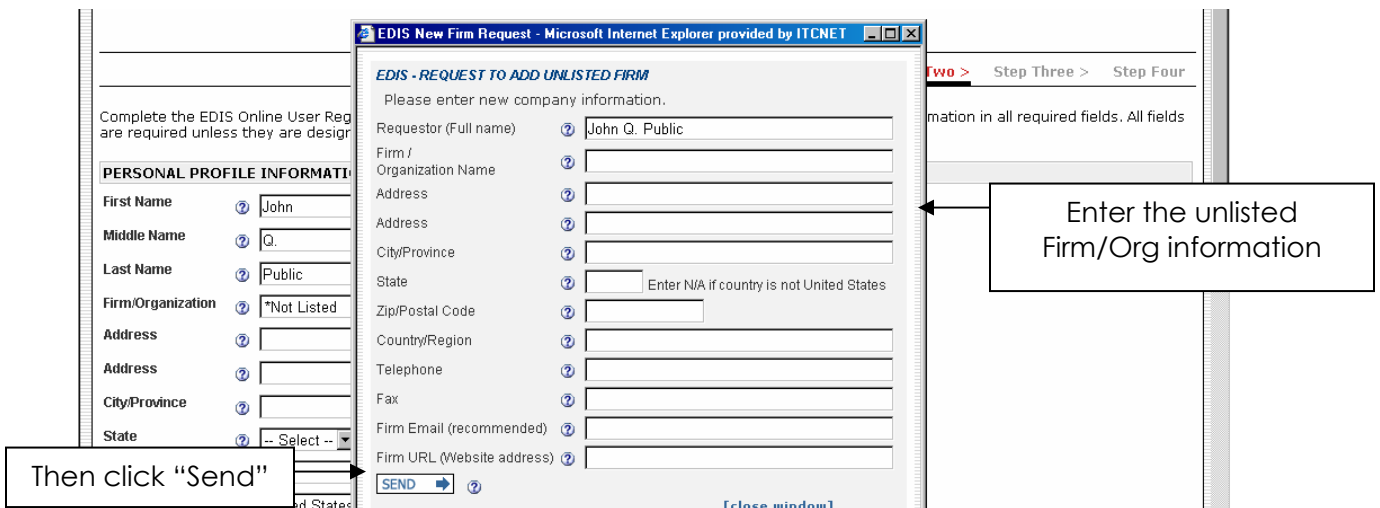 EDIS New Firm Request - Microsoft Internet Explorer provided by ITCNET
EDIS - REQUEST TO ADD UNLISTED FIRM
Please enter new company information.
Requestor (Full name) John Q. Public
Firm /
Organization Name
Address
Address
City/Province
State Enter N/A if country is not United States
Zip/Postal Code
Country/Region
Telephone
Fax
Firm Email (recommended)
Firm URL (Website address)
SEND
[close window]
Two > Step Three > Step Four
Complete the EDIS Online User Reg
mation in all required fields. All fields
are required unless they are desigr
PERSONAL PROFILE INFORMATI
First Name John
Middle Name Q.
Last Name Public
Firm/Organization *Not Listed
Address
Address
City/Province
State -- Select --
ed States
Enter the unlisted
Firm/Org information
Then click “Send”